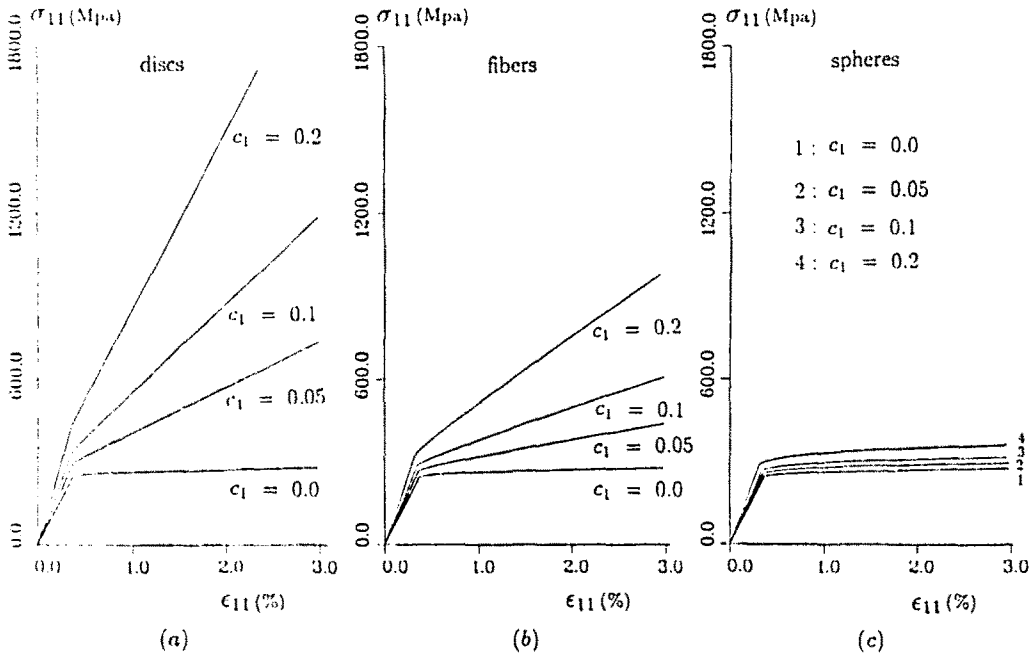 σ11 (Mpa)
discs
1800.0
1200.0
600.0
0.0
c1 = 0.2
c1 = 0.1
c1 = 0.05
c1 = 0.0
0.0 1.0 2.0 3.0
ϵ11 (%)
(a)
σ11 (Mpa)
fibers
1800.0
1200.0
600.0
0.0
c1 = 0.2
c1 = 0.1
c1 = 0.05
c1 = 0.0
0.0 1.0 2.0 3.0
ϵ11 (%)
(b)
σ11 (Mpa)
spheres
1800.0
1200.0
600.0
0.0
1 : c1 = 0.0
2 : c1 = 0.05
3 : c1 = 0.1
4 : c1 = 0.2
4
3
2
1
0.0 1.0 2.0 3.0
ϵ11 (%)
(c)